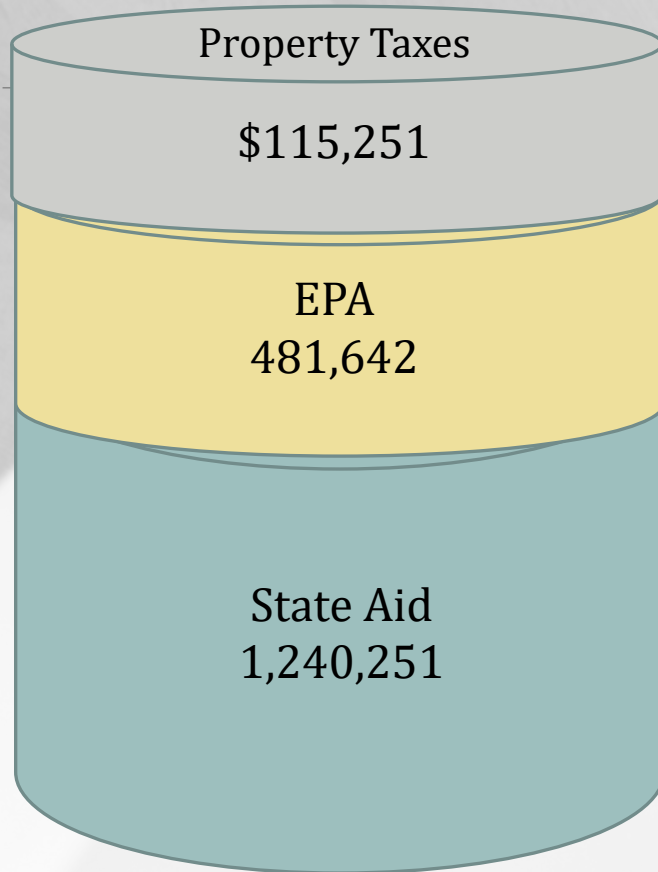 Property Taxes
$115,251
EPA
481,642
State Aid
1,240,251